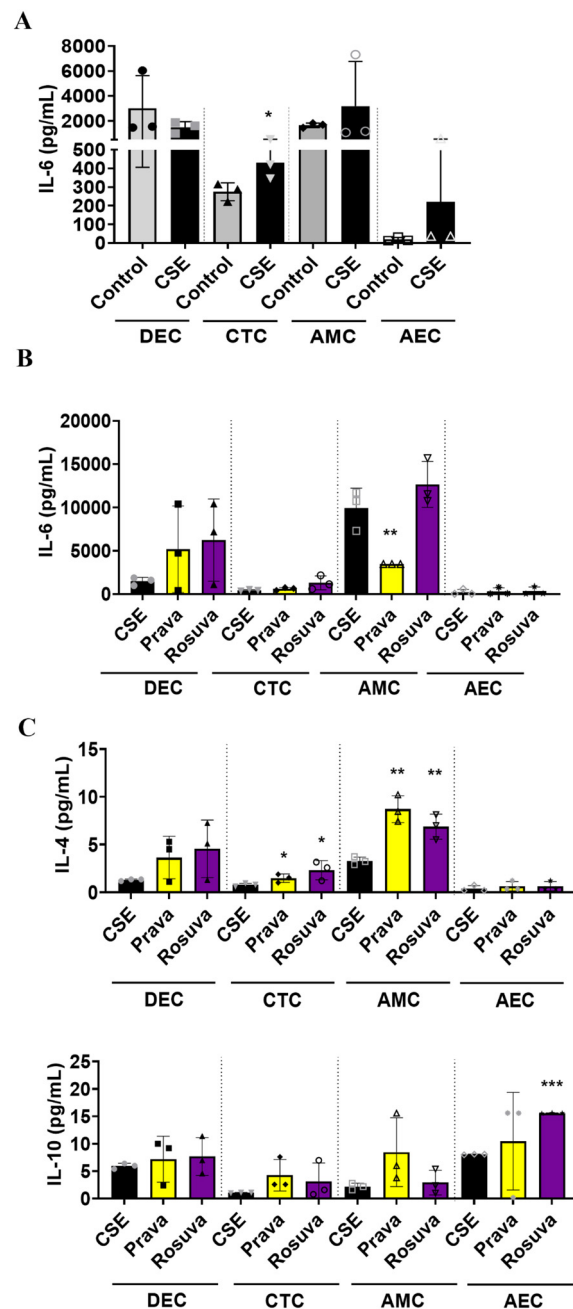 A
IL-6 (pg/mL)
8000
6000
4000
2000
500
400
300
200
100
0
*
Control CSE Control CSE Control CSE Control CSE
DEC CTC AMC AEC
B
IL-6 (pg/mL)
20000
15000
10000
5000
0
**
CSE Prava Rosuva CSE Prava Rosuva CSE Prava Rosuva CSE Prava Rosuva
DEC CTC AMC AEC
C
IL-4 (pg/mL)
15
10
5
0
* * ** **
CSE Prava Rosuva CSE Prava Rosuva CSE Prava Rosuva CSE Prava Rosuva
DEC CTC AMC AEC
IL-10 (pg/mL)
25
20
15
10
5
0
***
CSE Prava Rosuva CSE Prava Rosuva CSE Prava Rosuva CSE Prava Rosuva
DEC CTC AMC AEC